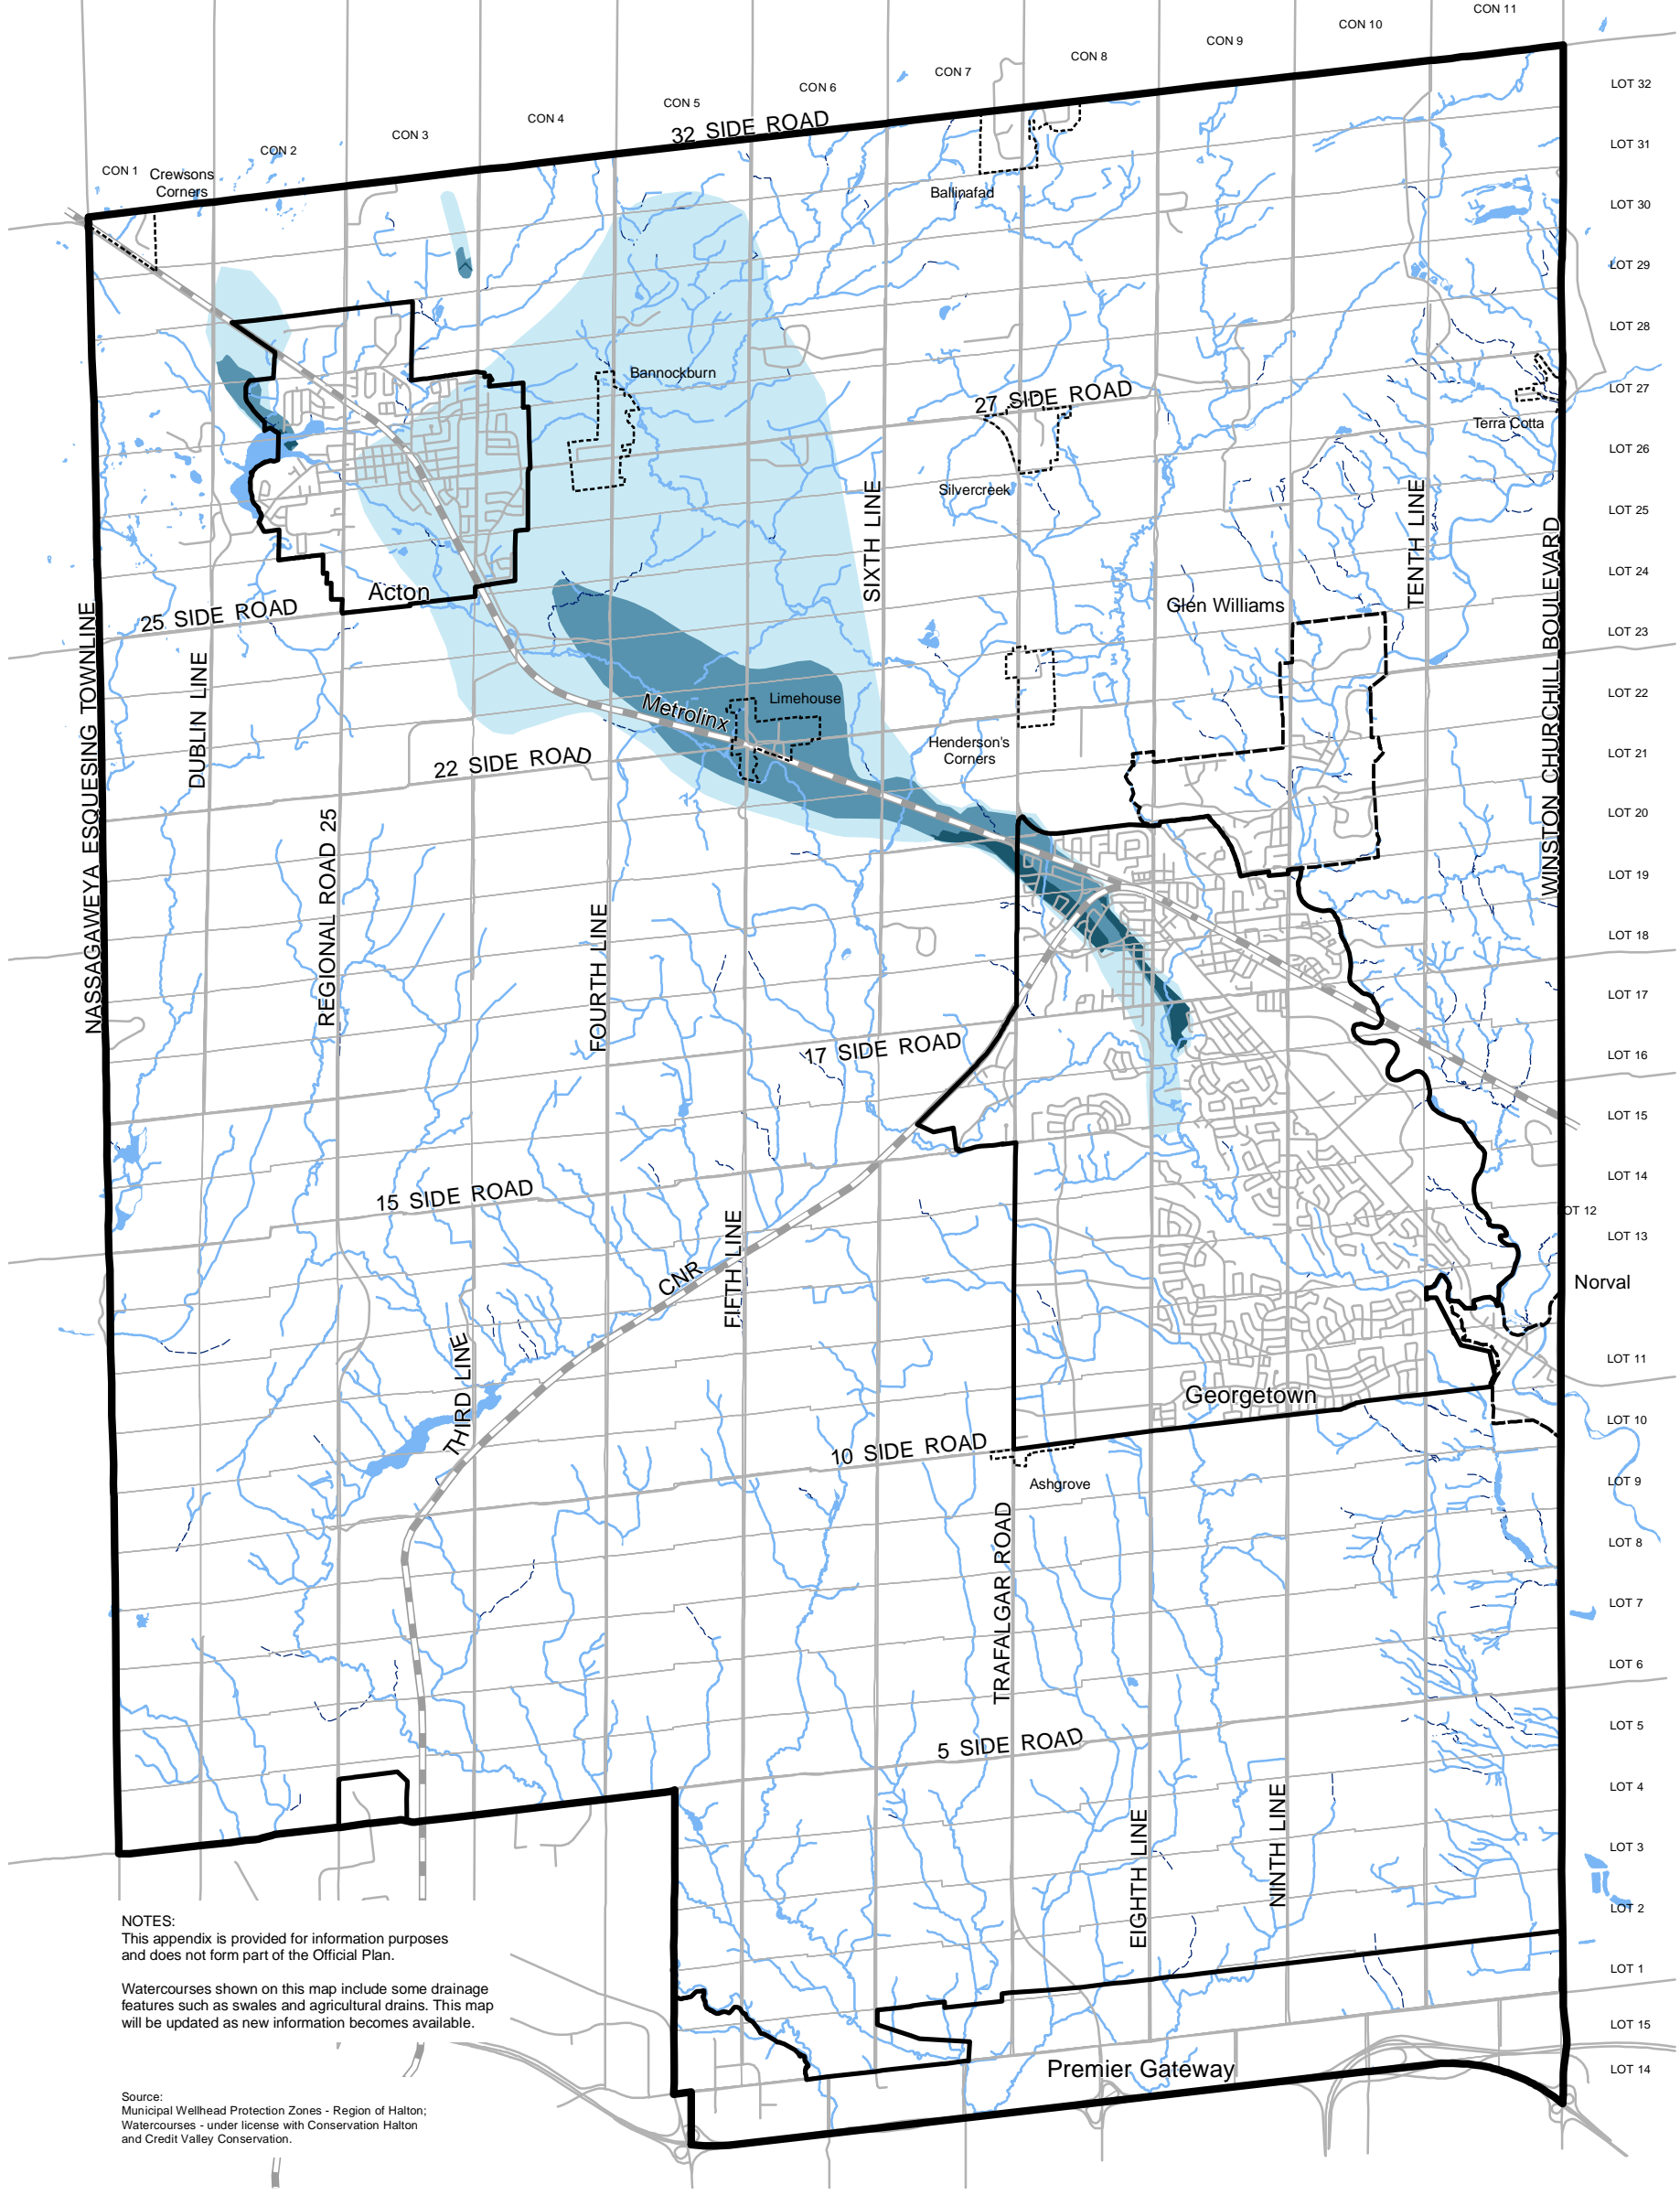 CON 11
CON 10
CON 9
CON 8
CON 7
CON 6
CON 5
CON 4
CON 3
CON 2
CON 1
Crewsons
Corners
32 SIDE ROAD
Ballinafad
LOT 32
LOT 31
LOT 30
LOT 29
LOT 28
LOT 27
LOT 26
LOT 25
LOT 24
LOT 23
LOT 22
LOT 21
LOT 20
LOT 19
LOT 18
LOT 17
LOT 16
LOT 15
LOT 14
OT 12
LOT 13
LOT 11
LOT 10
LOT 9
LOT 8
LOT 7
LOT 6
LOT 5
LOT 4
LOT 3
LOT 2
LOT 1
LOT 15
LOT 14
Bannockburn
27 SIDE ROAD
Terra Cotta
Silvercreek
SIXTH LINE
TENTH LINE
WINSTON CHURCHILL BOULEVARD
Acton
25 SIDE ROAD
Glen Williams
NASSAGAWEYA ESQUESING TOWNLINE
DUBLIN LINE
Limehouse
Metrolinx
Henderson's
Corners
22 SIDE ROAD
REGIONAL ROAD 25
FOURTH LINE
17 SIDE ROAD
15 SIDE ROAD
FIFTH LINE
CNR
Norval
THIRD LINE
Georgetown
10 SIDE ROAD
Ashgrove
TRAFALGAR ROAD
5 SIDE ROAD
EIGHTH LINE
NINTH LINE
Premier Gateway
NOTES:
This appendix is provided for information purposes
and does not form part of the Official Plan.
Watercourses shown on this map include some drainage
features such as swales and agricultural drains. This map
will be updated as new information becomes available.
Source:
Municipal Wellhead Protection Zones - Region of Halton;
Watercourses - under license with Conservation Halton
and Credit Valley Conservation.